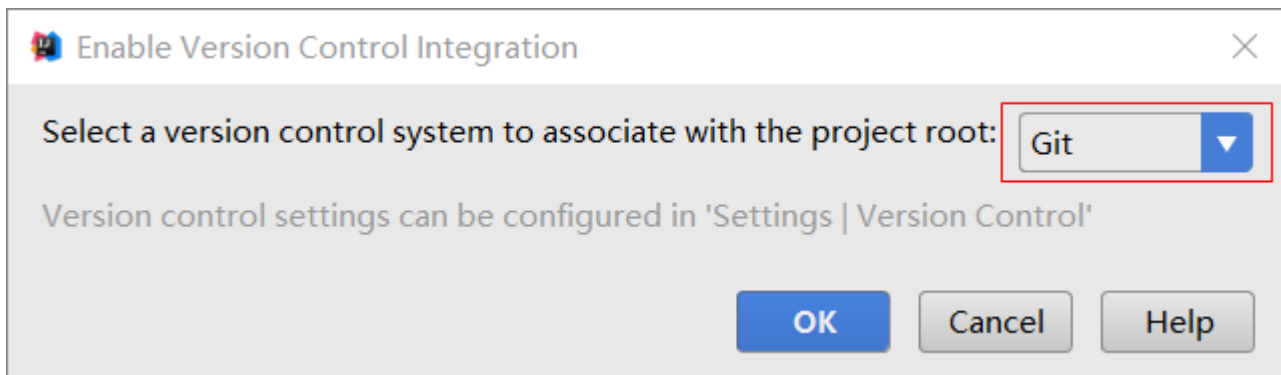 Enable Version Control Integration
Select a version control system to associate with the project root: Git
Version control settings can be configured in 'Settings | Version Control'
OK Cancel Help